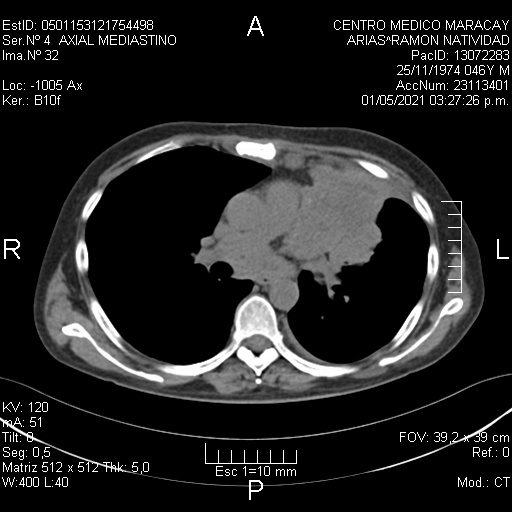 EstID: 0501153121754498
Ser.Nº 4 AXIAL MEDIASTINO
Ima.Nº 32
Loc: -1005 Ax
Ker.: B10f
A
CENTRO MEDICO MARACAY
ARIAS^RAMON NATIVIDAD
PacID: 13072283
25/11/1974 046Y M
AccNum: 23113401
01/05/2021 03:27:26 p.m.
R
L
KV: 120
mA: 51
Tilt: 0
Seg: 0,5
Matriz 512 x 512 Thk: 5,0
W:400 L:40
Esc 1=10 mm
P
FOV: 39,2 x 39 cm
Ref.: 0
Mod.: CT